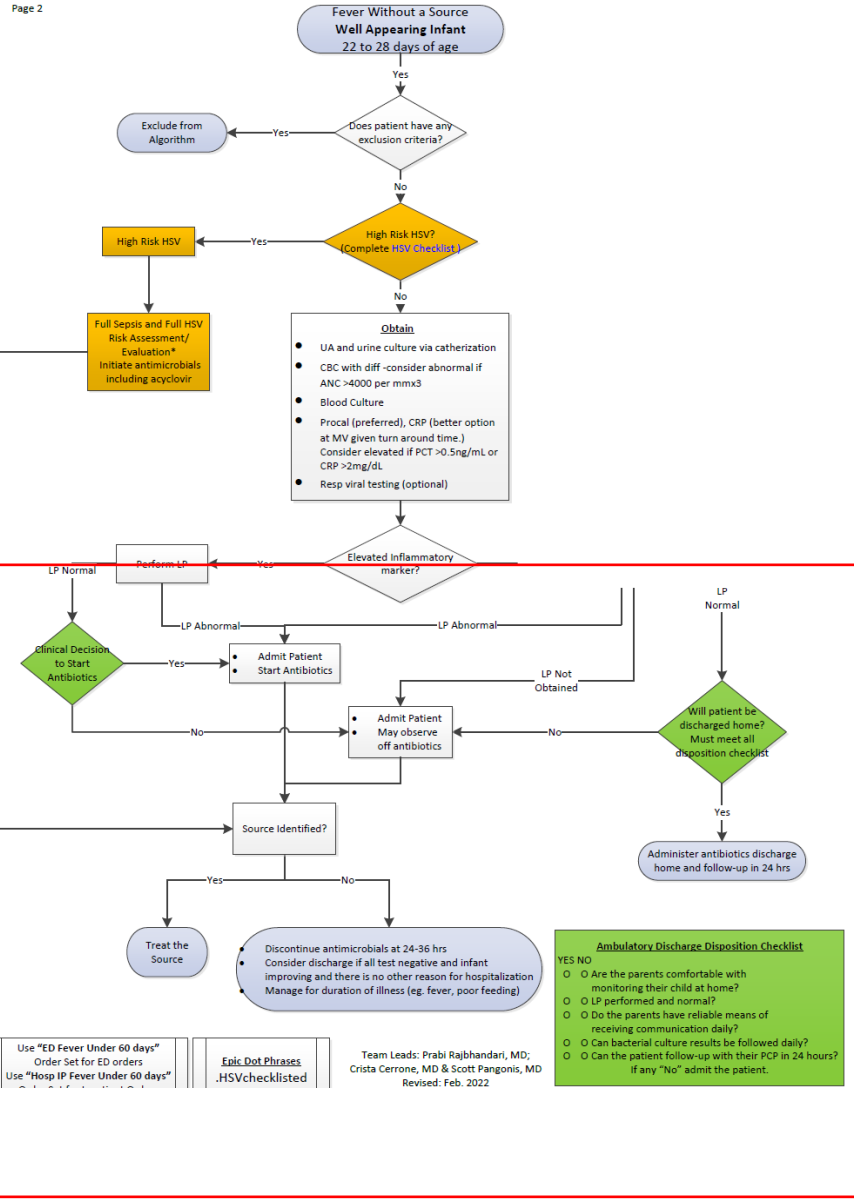 Page 2
Fever Without a Source
Well Appearing Infant
22 to 28 days of age
Yes
Does patient have any
exclusion criteria?
Yes
Exclude from
Algorithm
No
High Risk HSV?
(Complete HSV Checklist )
Yes
High Risk HSV
No
Full Sepsis and Full HSV
Risk Assessment/
Evaluation*
Initiate antimicrobials
including acyclovir
Obtain
● UA and urine culture via catherization
● CBC with diff -consider abnormal if
ANC >4000 per mmx3
● Blood Culture
● Procal (preferred), CRP (better option
at MV given turn around time.)
Consider elevated if PCT >0.5ng/mL or
CRP >2mg/dL
● Resp viral testing (optional)
Elevated Inflammatory
marker?
Yes
Perform LP
LP Normal
LP Abnormal
LP Abnormal
LP
Normal
Clinical Decision
to Start
Antibiotics
Yes
• Admit Patient
• Start Antibiotics
LP Not
Obtained
No
• Admit Patient
• May observe
off antibiotics
No
Will patient be
discharged home?
Must meet all
disposition checklist
Yes
Administer antibiotics discharge
home and follow-up in 24 hrs
Source Identified?
Yes
No
Treat the
Source
• Discontinue antimicrobials at 24-36 hrs
• Consider discharge if all test negative and infant
improving and there is no other reason for hospitalization
• Manage for duration of illness (eg. fever, poor feeding)
Ambulatory Discharge Disposition Checklist
YES NO
O O Are the parents comfortable with
monitoring their child at home?
O O LP performed and normal?
O O Do the parents have reliable means of
receiving communication daily?
O O Can bacterial culture results be followed daily?
O O Can the patient follow-up with their PCP in 24 hours?
If any “No” admit the patient.
Use “ED Fever Under 60 days”
Order Set for ED orders
Use “Hosp IP Fever Under 60 days”
Epic Dot Phrases
.HSVchecklisted
Team Leads: Prabi Rajbhandari, MD;
Crista Cerrone, MD & Scott Pangonis, MD
Revised: Feb. 2022